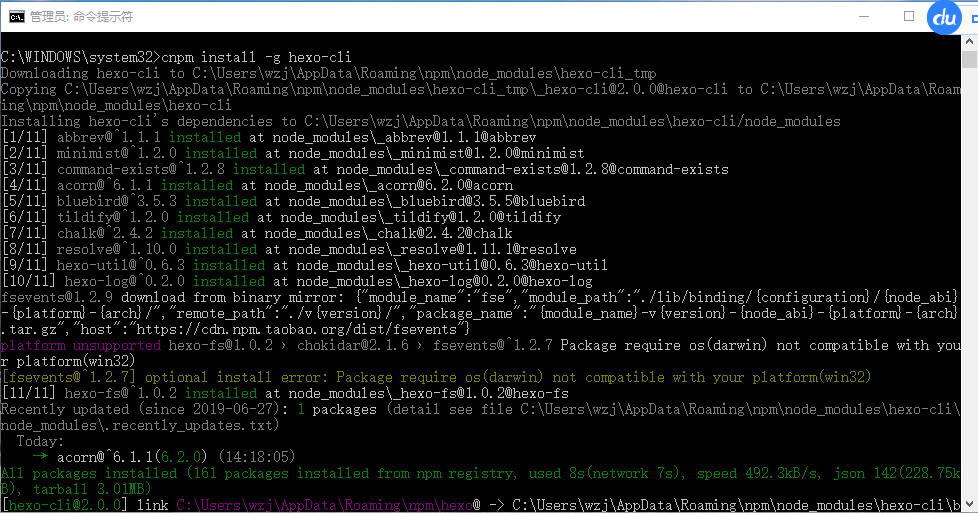 管理员: 命令提示符
du
C:\WINDOWS\system32>cnpm install -g hexo-cli
Downloading hexo-cli to C:\Users\wzj\AppData\Roaming\npm\node_modules\hexo-cli_tmp
Copying C:\Users\wzj\AppData\Roaming\npm\node_modules\hexo-cli_tmp\_hexo-cli@2.0.0@hexo-cli to C:\Users\wzj\AppData\Roam
ing\npm\node_modules\hexo-cli
Installing hexo-cli's dependencies to C:\Users\wzj\AppData\Roaming\npm\node_modules\hexo-cli/node_modules
[1/11] abbrev@^1.1.1 installed at node_modules\_abbrev@1.1.1@abbrev
[2/11] minimist@^1.2.0 installed at node_modules\_minimist@1.2.0@minimist
[3/11] command-exists@^1.2.8 installed at node_modules\_command-exists@1.2.8@command-exists
[4/11] acorn@^6.1.1 installed at node_modules\_acorn@6.2.0@acorn
[5/11] bluebird@^3.5.3 installed at node_modules\_bluebird@3.5.5@bluebird
[6/11] tildify@^1.2.0 installed at node_modules\_tildify@1.2.0@tildify
[7/11] chalk@^2.4.2 installed at node_modules\_chalk@2.4.2@chalk
[8/11] resolve@^1.10.0 installed at node_modules\_resolve@1.11.1@resolve
[9/11] hexo-util@^0.6.3 installed at node_modules\_hexo-util@0.6.3@hexo-util
[10/11] hexo-log@^0.2.0 installed at node_modules\_hexo-log@0.2.0@hexo-log
fsevents@1.2.9 download from binary mirror: {"module_name":"fse","module_path":"./lib/binding/{configuration}/{node_abi}
-{platform}-{arch}/","remote_path":"./v{version}/","package_name":"{module_name}-v{version}-{node_abi}-{platform}-{arch}
.tar.gz","host":"https://cdn.npm.taobao.org/dist/fsevents"}
platform unsupported hexo-fs@1.0.2 › chokidar@2.1.6 › fsevents@^1.2.7 Package require os(darwin) not compatible with you
r platform(win32)
[fsevents@^1.2.7] optional install error: Package require os(darwin) not compatible with your platform(win32)
[11/11] hexo-fs@^1.0.2 installed at node_modules\_hexo-fs@1.0.2@hexo-fs
Recently updated (since 2019-06-27): 1 packages (detail see file C:\Users\wzj\AppData\Roaming\npm\node_modules\hexo-cli\
node_modules\.recently_updates.txt)
Today:
→ acorn@^6.1.1(6.2.0) (14:18:05)
All packages installed (161 packages installed from npm registry, used 8s(network 7s), speed 492.3kB/s, json 142(228.75k
B), tarball 3.01MB)
[hexo-cli@2.0.0] link C:\Users\wzj\AppData\Roaming\npm\hexo@ -> C:\Users\wzj\AppData\Roaming\npm\node_modules\hexo-cli\b